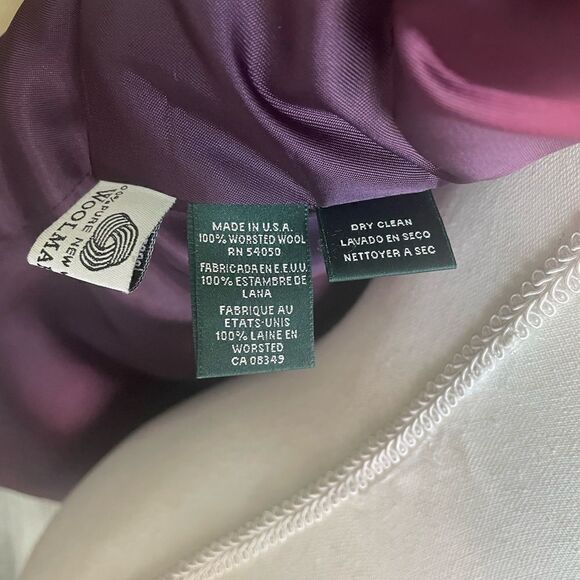 PURE NEW
WOOLMA
MADE IN U.S.A.
100% WORSTED WOOL
RN 54050
FABRICADA EN E.E.U.U.
100% ESTAMBRE DE
LANA
FABRIQUE AU
ETATS-UNIS
100% LAINE EN
WORSTED
CA 08349
DRY CLEAN
LAVADO EN SECO
NETTOYER A SEC